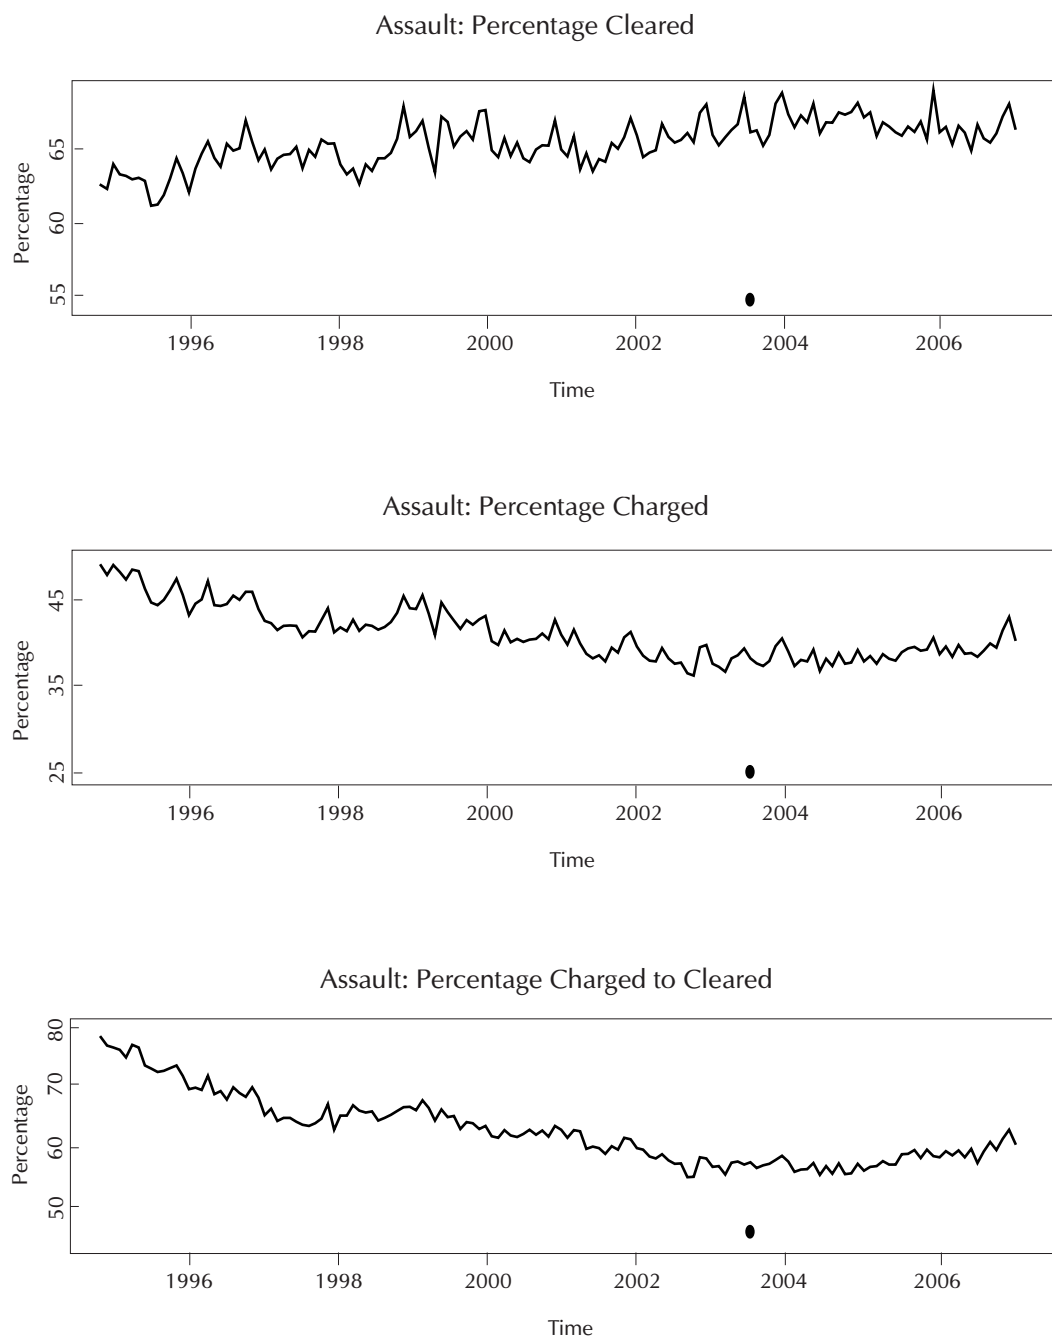 Assault: Percentage Cleared
Percentage
65
60
55
1996 1998 2000 2002 2004 2006
Time
Assault: Percentage Charged
Percentage
45
35
25
1996 1998 2000 2002 2004 2006
Time
Assault: Percentage Charged to Cleared
Percentage
80
70
60
50
1996 1998 2000 2002 2004 2006
Time